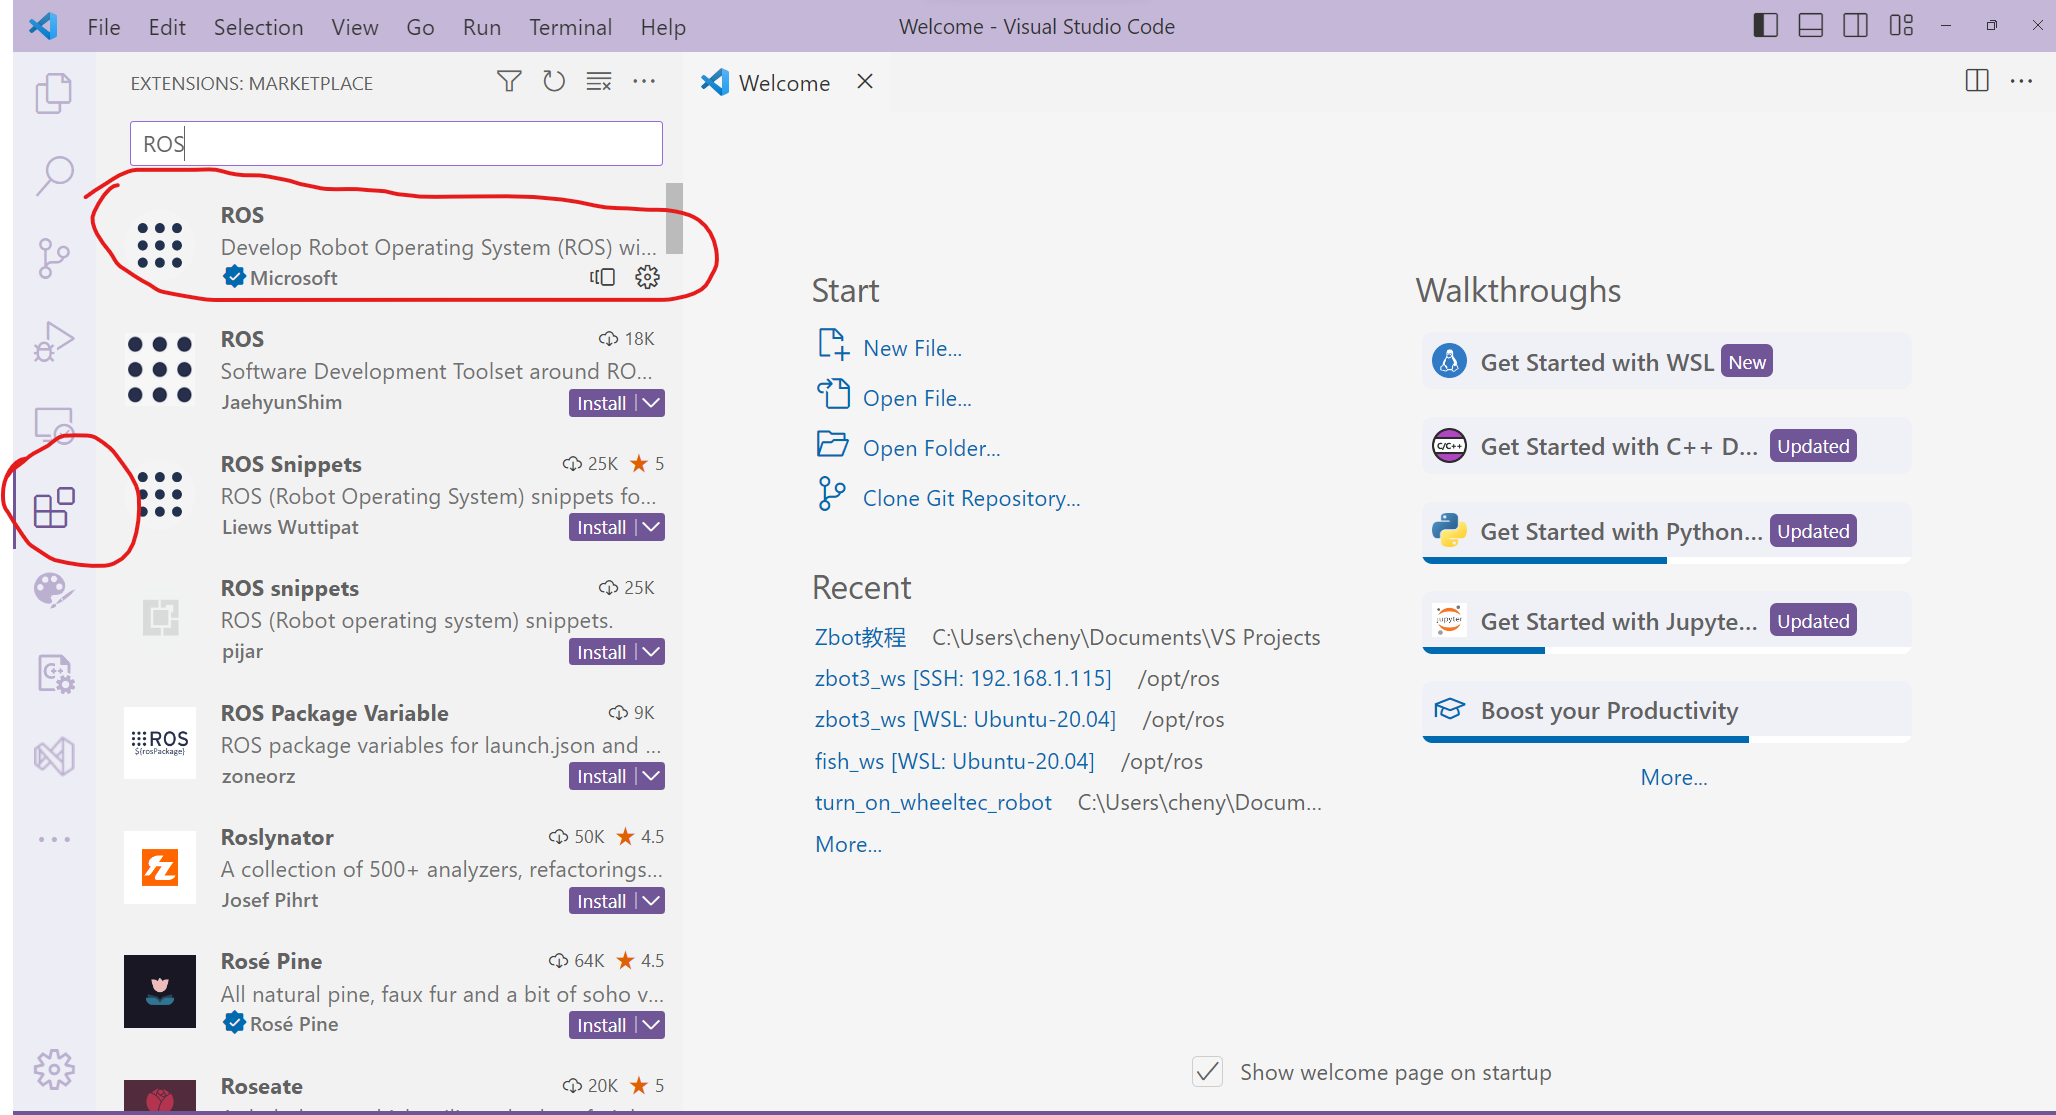 File Edit Selection View Go Run Terminal Help
Welcome - Visual Studio Code
EXTENSIONS: MARKETPLACE
ROS
ROS
Develop Robot Operating System (ROS) wi...
Microsoft
ROS 18K
Software Development Toolset around RO...
JaehyunShim Install
ROS Snippets 25K 5
ROS (Robot Operating System) snippets fo...
Liews Wuttipat Install
ROS snippets 25K
ROS (Robot operating system) snippets.
pijar Install
:::ROS
${rosPackage}
ROS Package Variable 9K
ROS package variables for launch.json and ...
zoneorz Install
Roslynator 50K 4.5
A collection of 500+ analyzers, refactorings...
Josef Pihrt Install
Rosé Pine 64K 4.5
All natural pine, faux fur and a bit of soho v...
Rosé Pine Install
Roseate 20K 5
Welcome
Start
New File...
Open File...
Open Folder...
Clone Git Repository...
Recent
Zbot教程 C:\Users\cheny\Documents\VS Projects
zbot3_ws [SSH: 192.168.1.115] /opt/ros
zbot3_ws [WSL: Ubuntu-20.04] /opt/ros
fish_ws [WSL: Ubuntu-20.04] /opt/ros
turn_on_wheeltec_robot C:\Users\cheny\Docum...
More...
Walkthroughs
Get Started with WSL New
C/C++
Get Started with C++ D... Updated
Get Started with Python... Updated
jupyter
Get Started with Jupyte... Updated
Boost your Productivity
More...
Show welcome page on startup